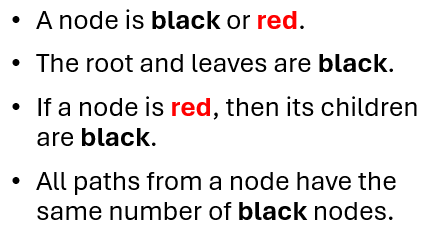 • A node is black or red.
• The root and leaves are black.
• If a node is red, then its children
are black.
• All paths from a node have the
same number of black nodes.